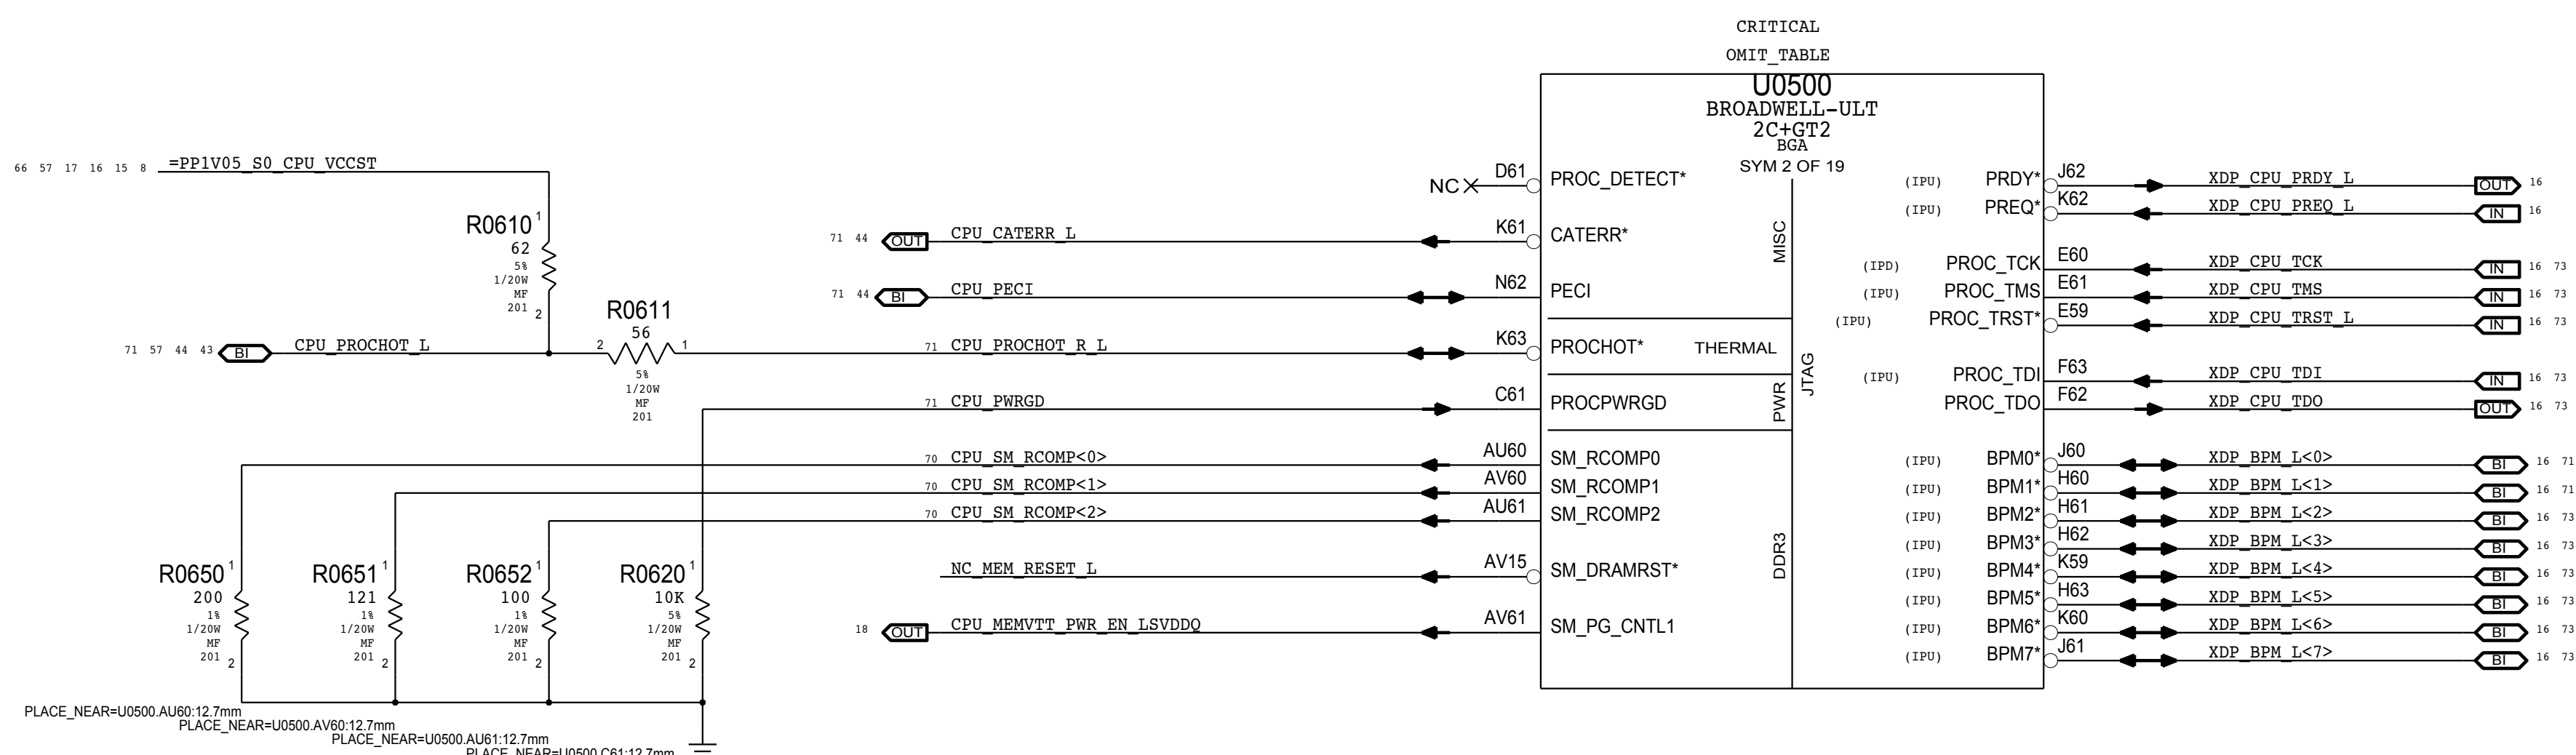 CRITICAL
OMIT_TABLE
U0500
BROADWELL-ULT
2C+GT2
BGA
SYM 2 OF 19
66 57 17 16 15 8 =PP1V05_S0_CPU_VCCST
R0610 1
62
5%
1/20W
MF
201 2
R0611
56
2 1
5%
1/20W
MF
201
71 57 44 43 BI CPU_PROCHOT_L
NC D61 PROC_DETECT*
71 44 OUT CPU_CATERR_L K61 CATERR*
71 44 BI CPU_PECI N62 PECI
71 CPU_PROCHOT_R_L K63 PROCHOT*
71 CPU_PWRGD C61 PROCPWRGD
70 CPU_SM_RCOMP<0> AU60 SM_RCOMP0
70 CPU_SM_RCOMP<1> AV60 SM_RCOMP1
70 CPU_SM_RCOMP<2> AU61 SM_RCOMP2
NC_MEM_RESET_L AV15 SM_DRAMRST*
18 OUT CPU_MEMVTT_PWR_EN_LSVDDQ AV61 SM_PG_CNTL1
MISC
THERMAL
PWR
DDR3
JTAG
(IPU) PRDY* J62 XDP_CPU_PRDY_L OUT 16
(IPU) PREQ* K62 XDP_CPU_PREQ_L IN 16
(IPD) PROC_TCK E60 XDP_CPU_TCK IN 16 73
(IPU) PROC_TMS E61 XDP_CPU_TMS IN 16 73
(IPU) PROC_TRST* E59 XDP_CPU_TRST_L IN 16 73
(IPU) PROC_TDI F63 XDP_CPU_TDI IN 16 73
PROC_TDO F62 XDP_CPU_TDO OUT 16 73
(IPU) BPM0* J60 XDP_BPM_L<0> BI 16 71
(IPU) BPM1* H60 XDP_BPM_L<1> BI 16 71
(IPU) BPM2* H61 XDP_BPM_L<2> BI 16 73
(IPU) BPM3* H62 XDP_BPM_L<3> BI 16 73
(IPU) BPM4* K59 XDP_BPM_L<4> BI 16 73
(IPU) BPM5* H63 XDP_BPM_L<5> BI 16 73
(IPU) BPM6* K60 XDP_BPM_L<6> BI 16 73
(IPU) BPM7* J61 XDP_BPM_L<7> BI 16 73
R0650 1
200
1%
1/20W
MF
201 2
R0651 1
121
1%
1/20W
MF
201 2
R0652 1
100
1%
1/20W
MF
201 2
R0620 1
10K
5%
1/20W
MF
201 2
PLACE_NEAR=U0500.AU60:12.7mm
PLACE_NEAR=U0500.AV60:12.7mm
PLACE_NEAR=U0500.AU61:12.7mm
PLACE_NEAR=U0500.C61:12.7mm